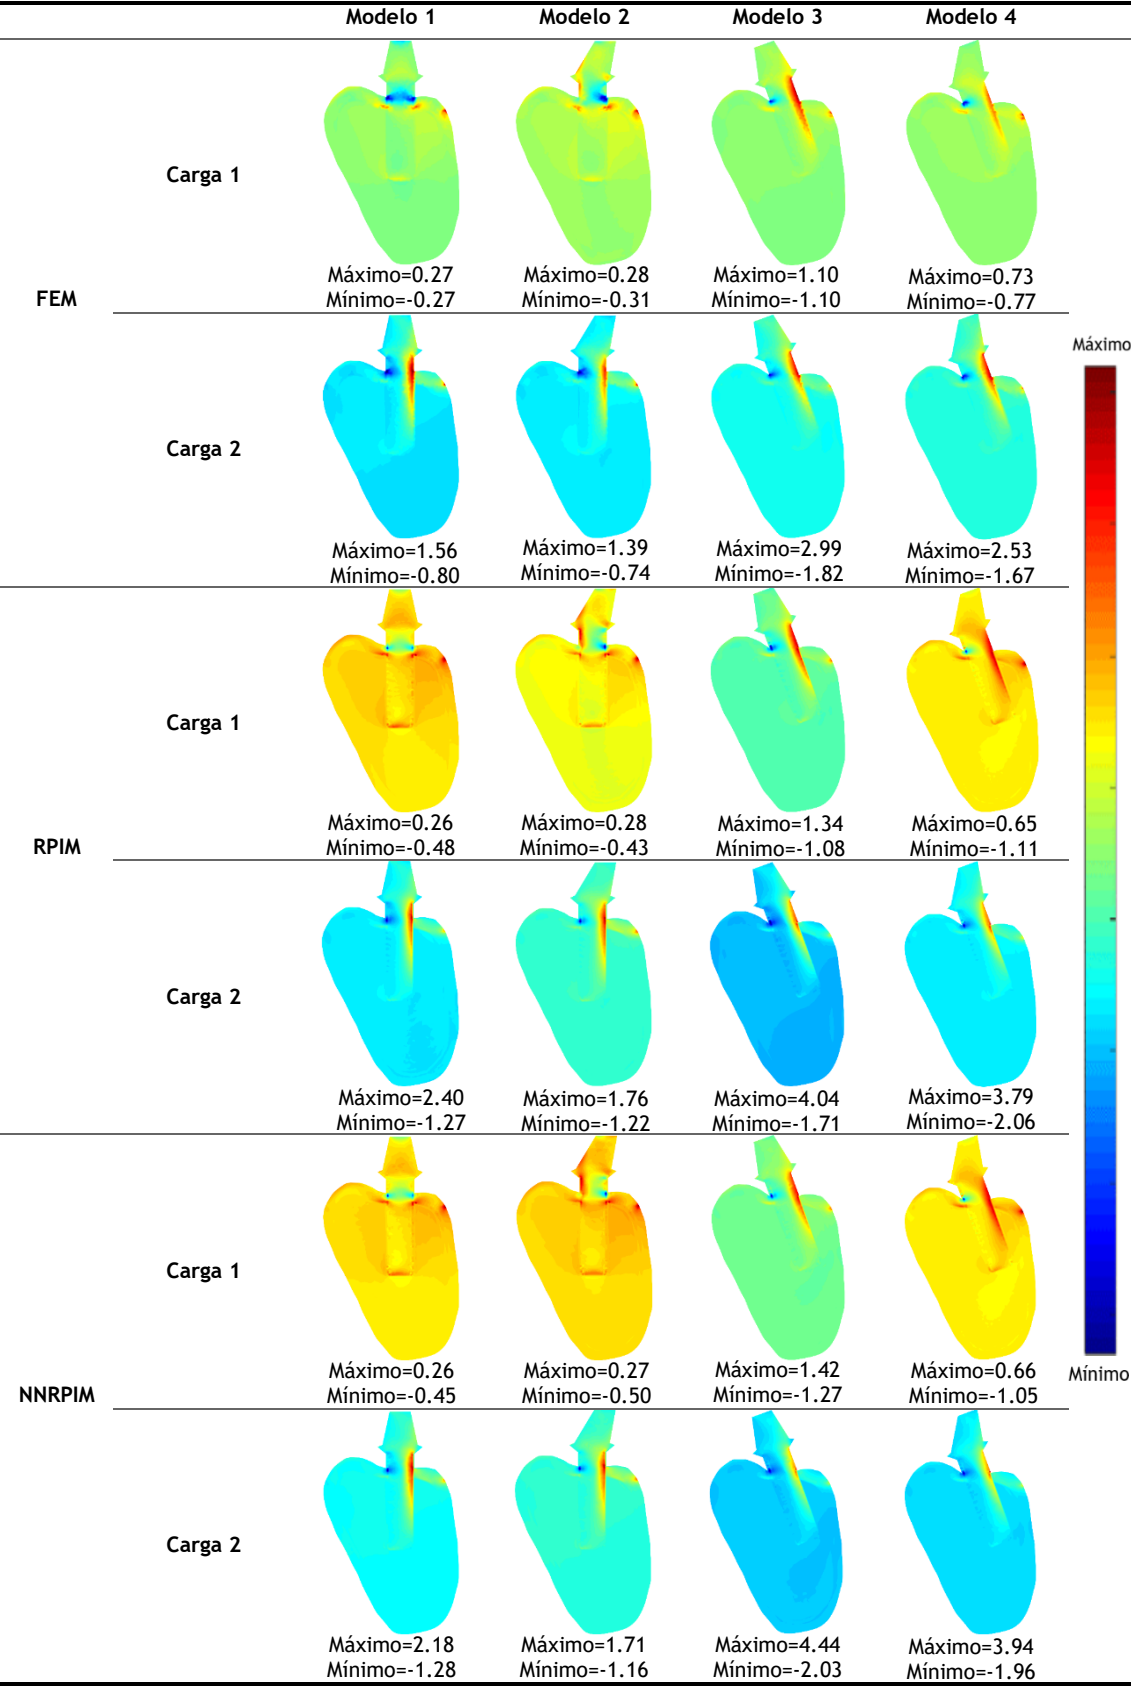 Modelo 1 Modelo 2 Modelo 3 Modelo 4
Carga 1
Máximo=0.27 Máximo=0.28 Máximo=1.10 Máximo=0.73
FEM Mínimo=-0.27 Mínimo=-0.31 Mínimo=-1.10 Mínimo=-0.77
Máximo
Carga 2
Máximo=1.56 Máximo=1.39 Máximo=2.99 Máximo=2.53
Mínimo=-0.80 Mínimo=-0.74 Mínimo=-1.82 Mínimo=-1.67
Carga 1
Máximo=0.26 Máximo=0.28 Máximo=1.34 Máximo=0.65
RPIM Mínimo=-0.48 Mínimo=-0.43 Mínimo=-1.08 Mínimo=-1.11
Carga 2
Máximo=2.40 Máximo=1.76 Máximo=4.04 Máximo=3.79
Mínimo=-1.27 Mínimo=-1.22 Mínimo=-1.71 Mínimo=-2.06
Carga 1
Máximo=0.26 Máximo=0.27 Máximo=1.42 Máximo=0.66 Mínimo
NNRPIM Mínimo=-0.45 Mínimo=-0.50 Mínimo=-1.27 Mínimo=-1.05
Carga 2
Máximo=2.18 Máximo=1.71 Máximo=4.44 Máximo=3.94
Mínimo=-1.28 Mínimo=-1.16 Mínimo=-2.03 Mínimo=-1.96